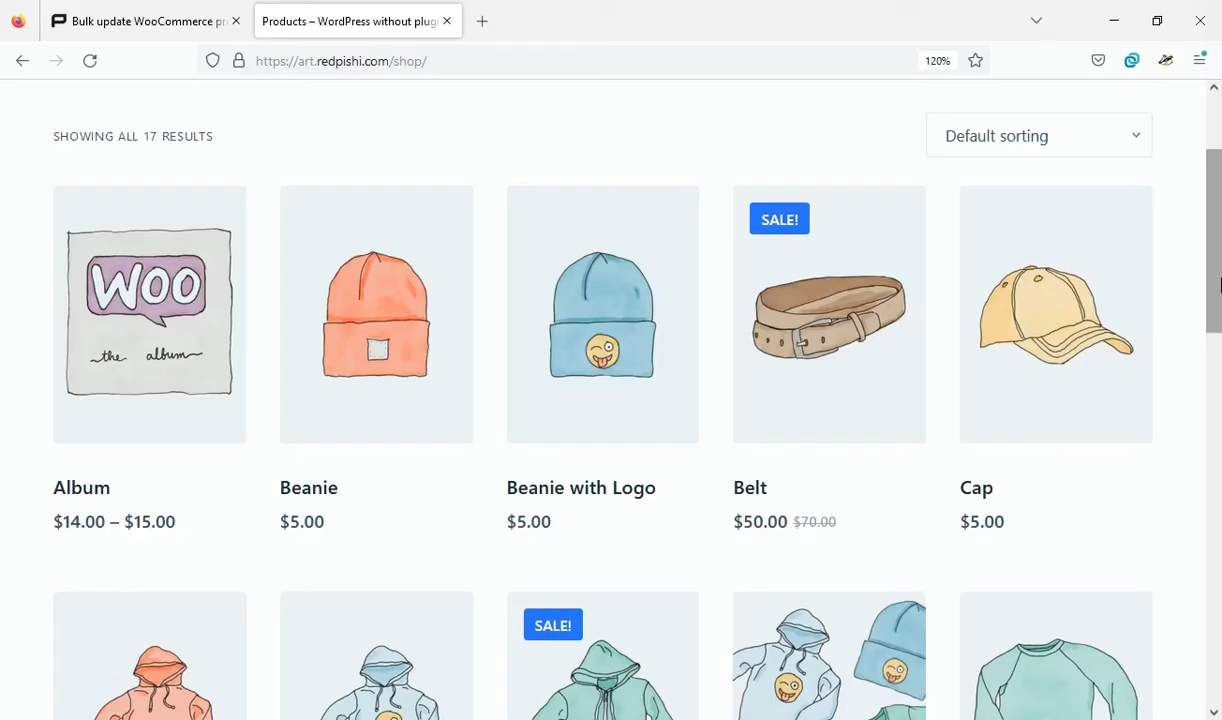 Bulk update WooCommerce pr
Products – WordPress without plug
https://art.redpishi.com/shop/
120%
SHOWING ALL 17 RESULTS
Default sorting
WOO
the album
SALE!
Album
Beanie
Beanie with Logo
Belt
Cap
$14.00 – $15.00
$5.00
$5.00
$50.00 $70.00
$5.00
SALE!